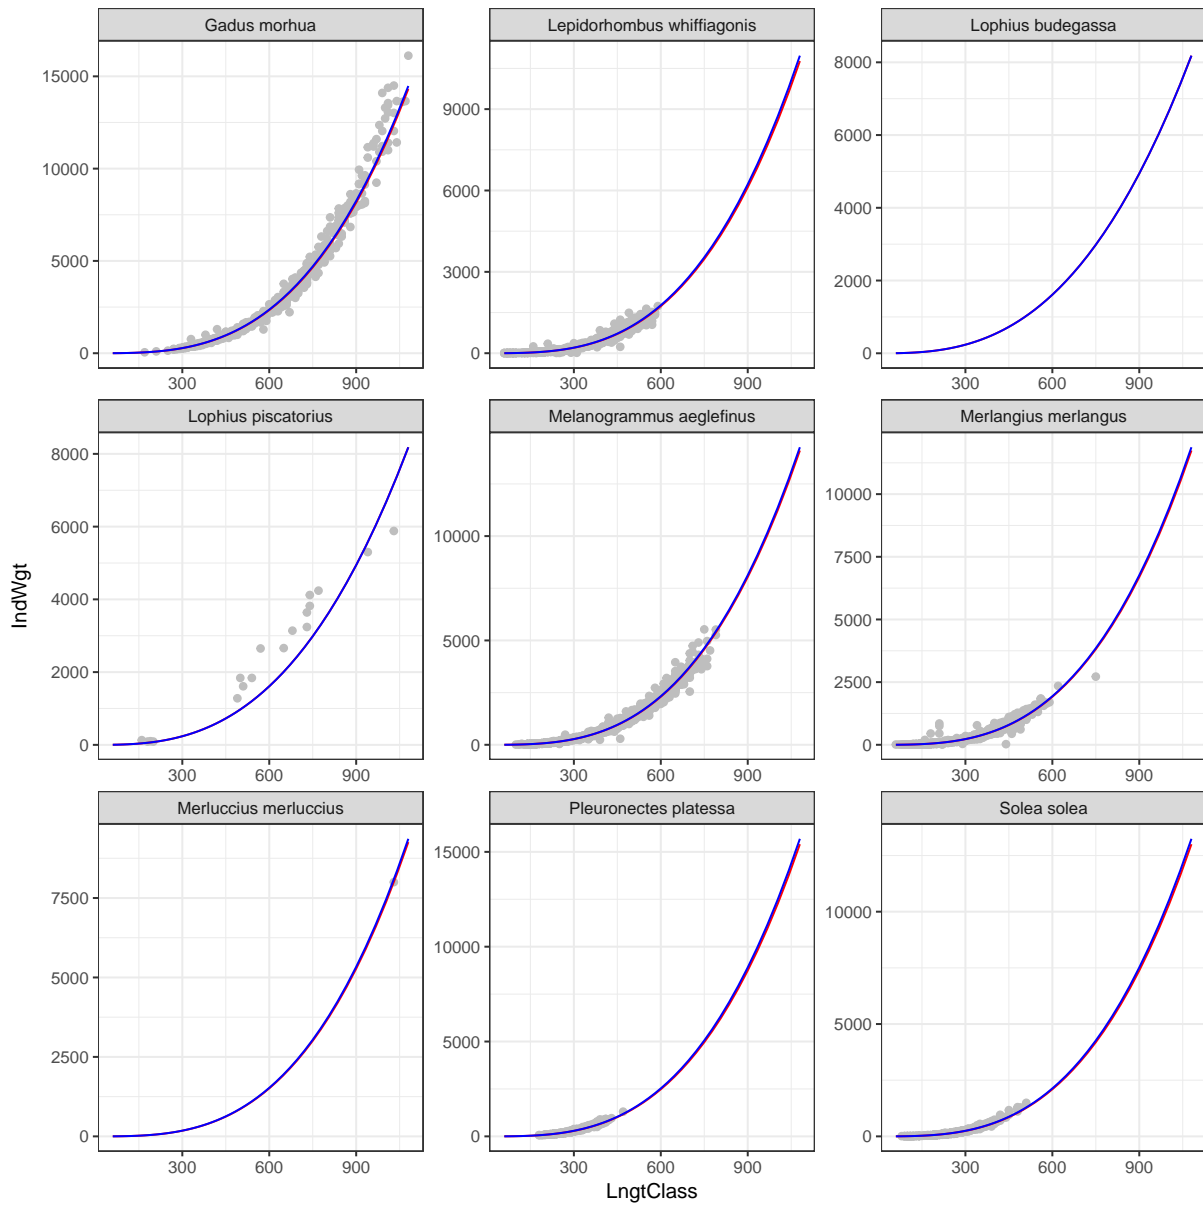 Gadus morhua
Lepidorhombus whiffiagonis
Lophius budegassa
15000
10000
5000
0
300 600 900
9000
6000
3000
0
300 600 900
8000
6000
4000
2000
0
300 600 900
Lophius piscatorius
Melanogrammus aeglefinus
Merlangius merlangus
8000
6000
4000
2000
0
300 600 900
10000
5000
0
300 600 900
10000
7500
5000
2500
0
300 600 900
IndWgt
Merluccius merluccius
Pleuronectes platessa
Solea solea
7500
5000
2500
0
300 600 900
15000
10000
5000
0
300 600 900
10000
5000
0
300 600 900
LngtClass